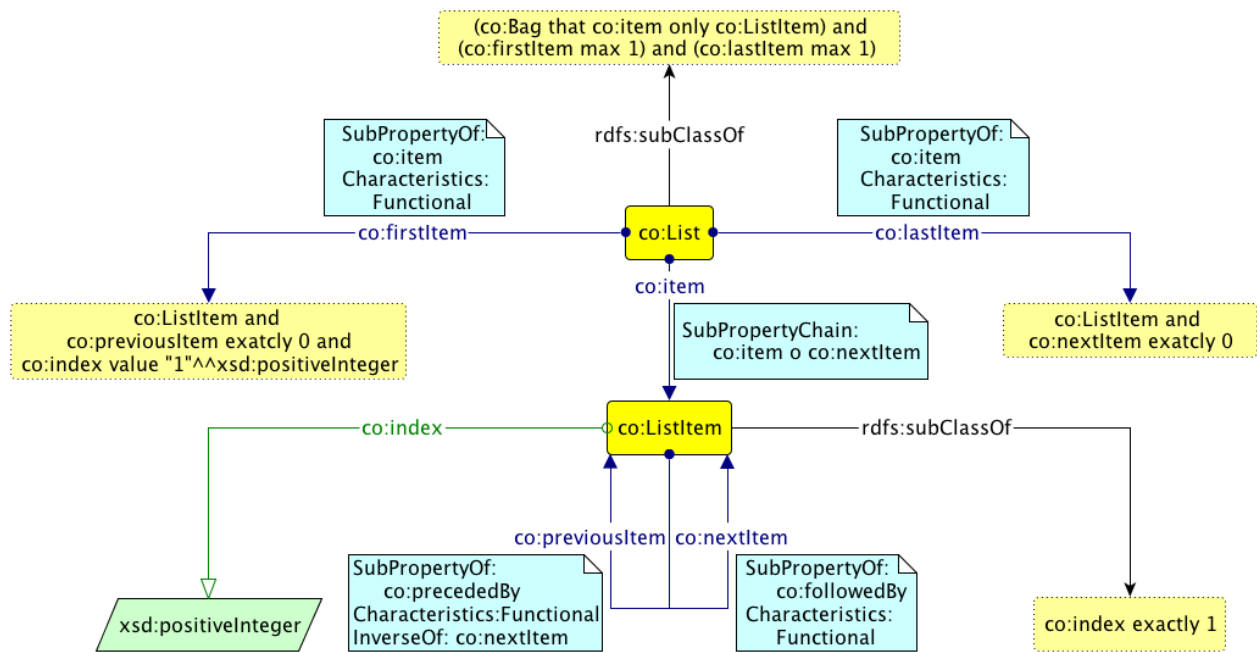 (co:Bag that co:item only co:ListItem) and
(co:firstItem max 1) and (co:lastItem max 1)
rdfs:subClassOf
SubPropertyOf:
co:item
Characteristics:
Functional
SubPropertyOf:
co:item
Characteristics:
Functional
co:firstItem
co:List
co:lastItem
co:item
co:ListItem and
co:previousItem exatcly 0 and
co:index value "1"^^xsd:positiveInteger
SubPropertyChain:
co:item o co:nextItem
co:ListItem and
co:nextItem exatcly 0
co:index
co:ListItem
rdfs:subClassOf
co:previousItem
co:nextItem
SubPropertyOf:
co:precededBy
Characteristics:Functional
InverseOf: co:nextItem
SubPropertyOf:
co:followedBy
Characteristics:
Functional
xsd:positiveInteger
co:index exactly 1